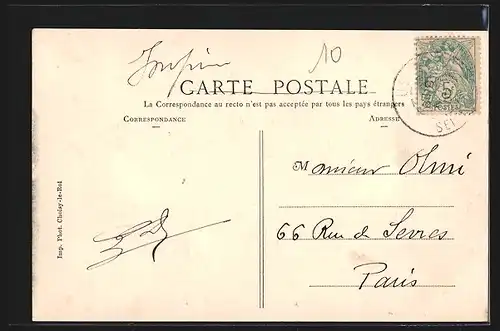 10
CARTE POSTALE
La Correspondance au recto n'est pas acceptée par tous les pays étrangers
CORRESPONDANCE
ADRESSE
Monsieur Olmi
66 Rue de Sevres
Paris
Imp. Phot. Choisy-le-Roi